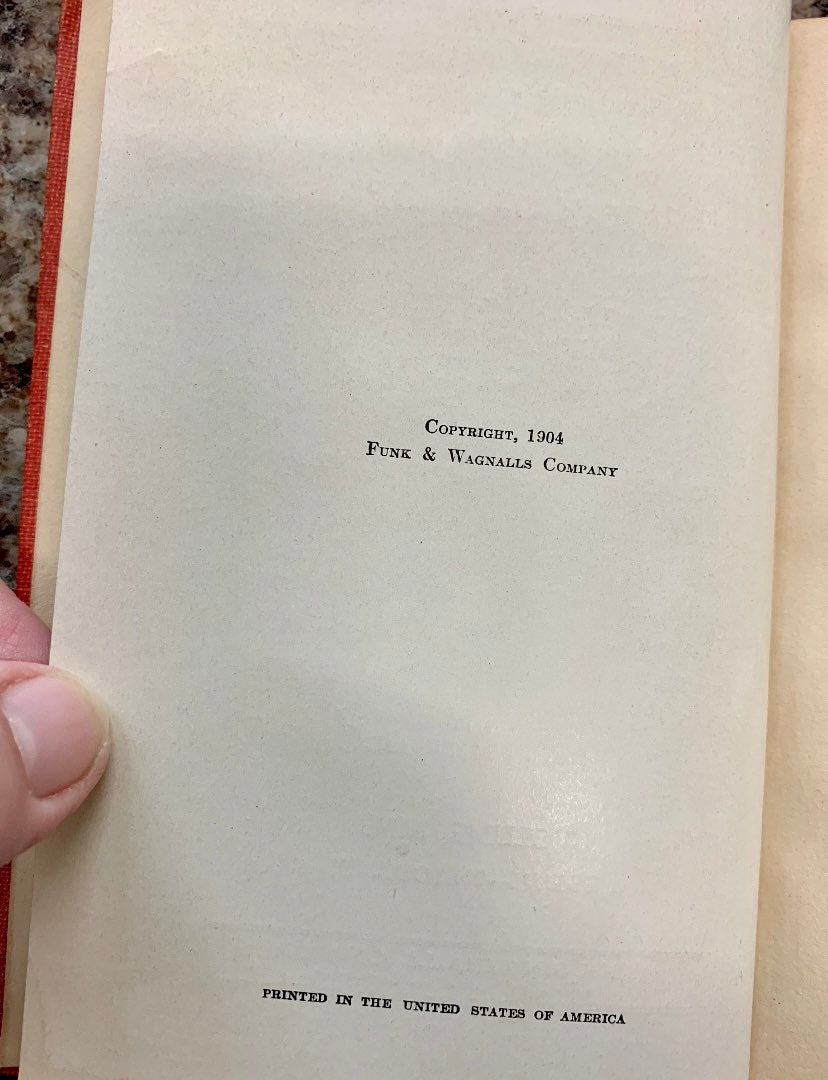 Copyright, 1904
Funk & Wagnalls Company
PRINTED IN THE UNITED STATES OF AMERICA